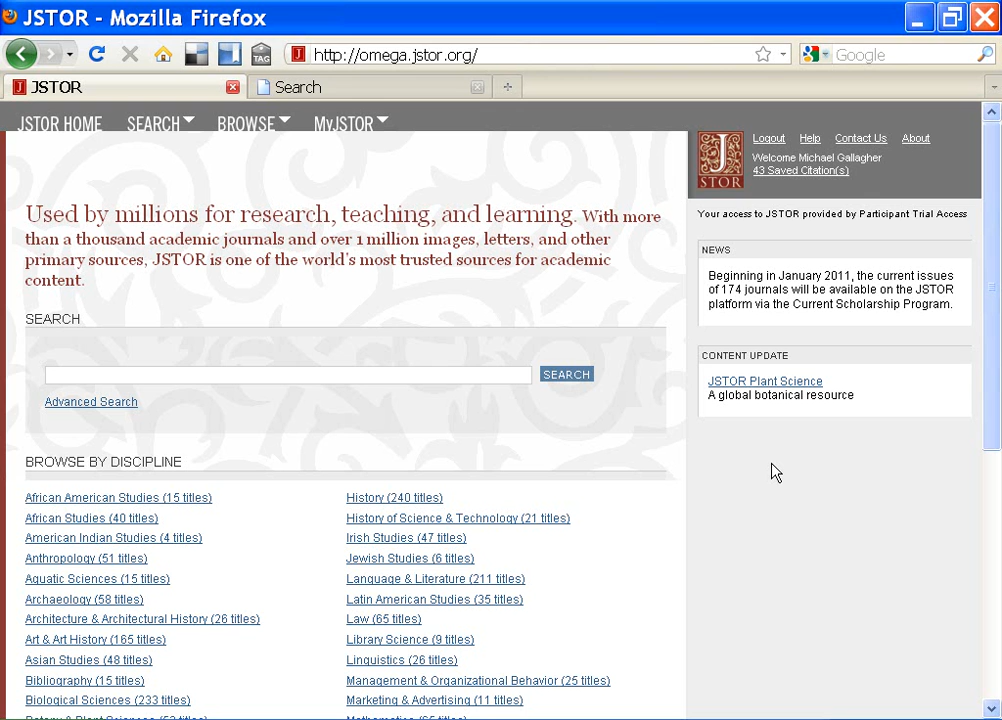 JSTOR - Mozilla Firefox
TAG
J
http://omega.jstor.org/
Google
J JSTOR
Search
JSTOR HOME
SEARCH
BROWSE
MyJSTOR
J
STOR
Logout
Help
Contact Us
About
Welcome Michael Gallagher
43 Saved Citation(s)
Your access to JSTOR provided by Participant Trial Access
Used by millions for research, teaching, and learning. With more
than a thousand academic journals and over 1 million images, letters, and other
primary sources, JSTOR is one of the world's most trusted sources for academic
content.
SEARCH
SEARCH
Advanced Search
NEWS
Beginning in January 2011, the current issues
of 174 journals will be available on the JSTOR
platform via the Current Scholarship Program.
CONTENT UPDATE
JSTOR Plant Science
A global botanical resource
BROWSE BY DISCIPLINE
African American Studies (15 titles)
African Studies (40 titles)
American Indian Studies (4 titles)
Anthropology (51 titles)
Aquatic Sciences (15 titles)
Archaeology (58 titles)
Architecture & Architectural History (26 titles)
Art & Art History (165 titles)
Asian Studies (48 titles)
Bibliography (15 titles)
Biological Sciences (233 titles)
History (240 titles)
History of Science & Technology (21 titles)
Irish Studies (47 titles)
Jewish Studies (6 titles)
Language & Literature (211 titles)
Latin American Studies (35 titles)
Law (65 titles)
Library Science (9 titles)
Linguistics (26 titles)
Management & Organizational Behavior (25 titles)
Marketing & Advertising (11 titles)